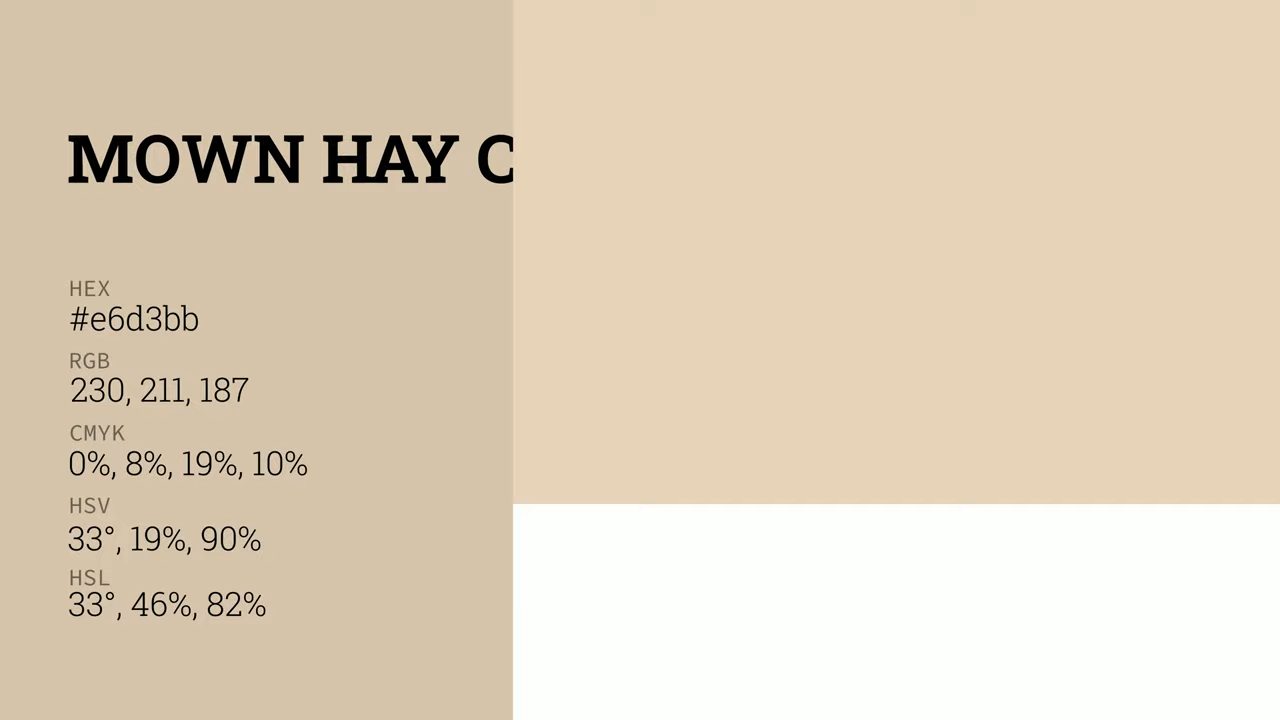 MOWN HAY C
HEX
#e6d3bb
RGB
230, 211, 187
CMYK
0%, 8%, 19%, 10%
HSV
33°, 19%, 90%
HSL
33°, 46%, 82%